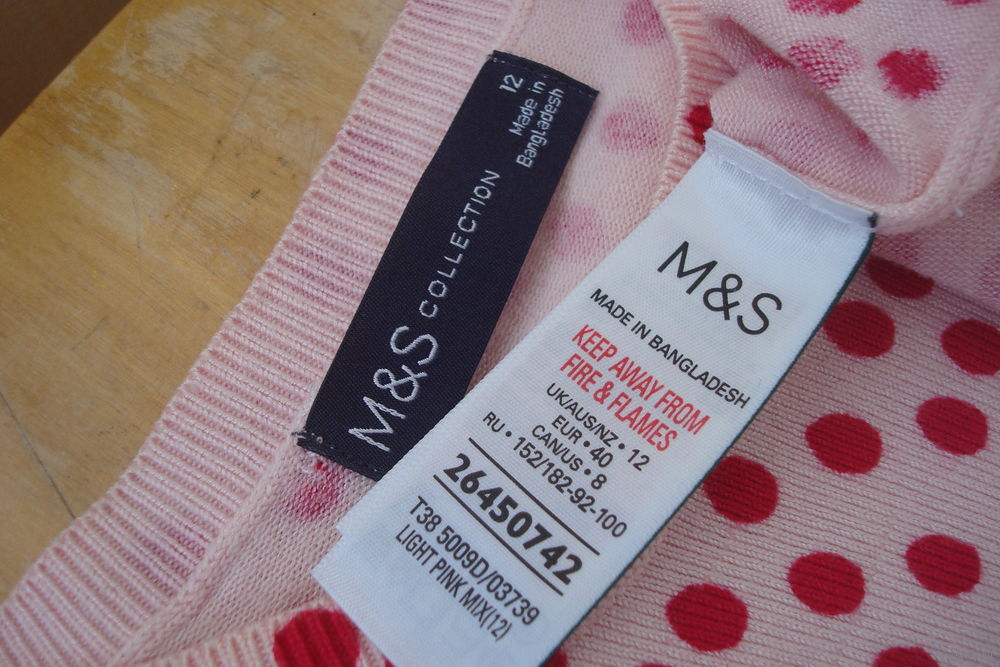 12
Made in
Bangladesh
M&S COLLECTION
M&S
MADE IN BANGLADESH
KEEP AWAY FROM
FIRE & FLAMES
UK/AUS/NZ • 12
EUR • 40
CAN/US • 8
RU • 152/182-92-100
26450742
T38 5009D/03739
LIGHT PINK MIX(12)